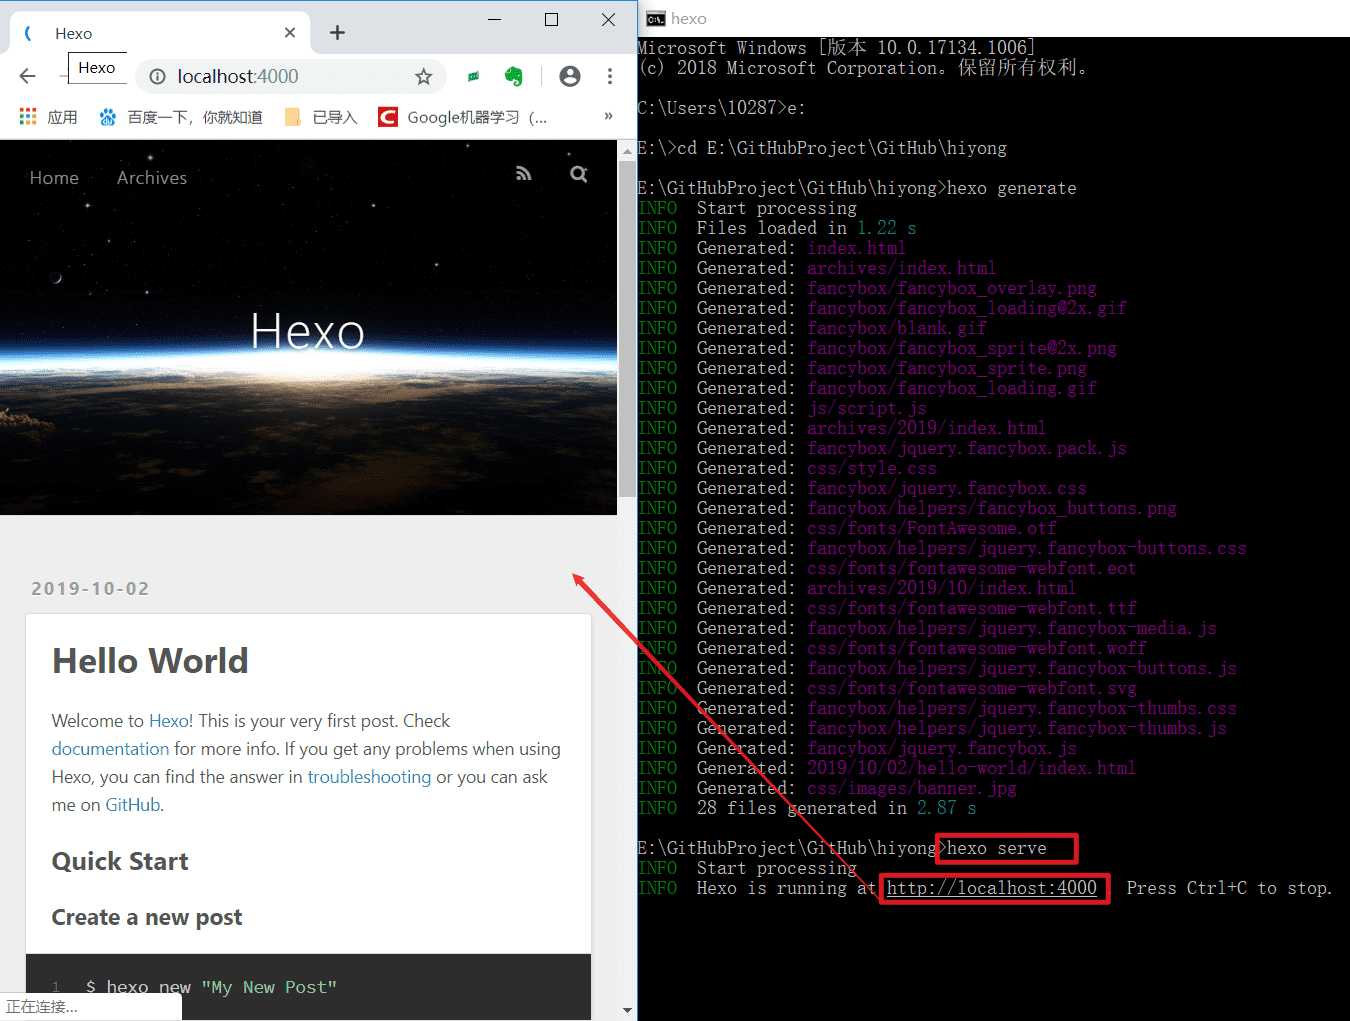 Hexo
Hexo
localhost:4000
应用
百度一下，你就知道
已导入
Google机器学习（...
»
Home
Archives
Hexo
2019-10-02
Hello World
Welcome to Hexo! This is your very first post. Check
documentation for more info. If you get any problems when using
Hexo, you can find the answer in troubleshooting or you can ask
me on GitHub.
Quick Start
Create a new post
1 $ hexo new "My New Post"
正在连接...
hexo
Microsoft Windows [版本 10.0.17134.1006]
(c) 2018 Microsoft Corporation。保留所有权利。
C:\Users\10287>e:
E:\>cd E:\GitHubProject\GitHub\hiyong
E:\GitHubProject\GitHub\hiyong>hexo generate
INFO Start processing
INFO Files loaded in 1.22 s
INFO Generated: index.html
INFO Generated: archives/index.html
INFO Generated: fancybox/fancybox_overlay.png
INFO Generated: fancybox/fancybox_loading@2x.gif
INFO Generated: fancybox/blank.gif
INFO Generated: fancybox/fancybox_sprite@2x.png
INFO Generated: fancybox/fancybox_sprite.png
INFO Generated: fancybox/fancybox_loading.gif
INFO Generated: js/script.js
INFO Generated: archives/2019/index.html
INFO Generated: fancybox/jquery.fancybox.pack.js
INFO Generated: css/style.css
INFO Generated: fancybox/jquery.fancybox.css
INFO Generated: fancybox/helpers/fancybox_buttons.png
INFO Generated: css/fonts/FontAwesome.otf
INFO Generated: fancybox/helpers/jquery.fancybox-buttons.css
INFO Generated: css/fonts/fontawesome-webfont.eot
INFO Generated: archives/2019/10/index.html
INFO Generated: css/fonts/fontawesome-webfont.ttf
INFO Generated: fancybox/helpers/jquery.fancybox-media.js
INFO Generated: css/fonts/fontawesome-webfont.woff
INFO Generated: fancybox/helpers/jquery.fancybox-buttons.js
INFO Generated: css/fonts/fontawesome-webfont.svg
INFO Generated: fancybox/helpers/jquery.fancybox-thumbs.css
INFO Generated: fancybox/helpers/jquery.fancybox-thumbs.js
INFO Generated: fancybox/jquery.fancybox.js
INFO Generated: 2019/10/02/hello-world/index.html
INFO Generated: css/images/banner.jpg
INFO 28 files generated in 2.87 s
E:\GitHubProject\GitHub\hiyong>hexo serve
INFO Start processing
INFO Hexo is running at http://localhost:4000 Press Ctrl+C to stop.